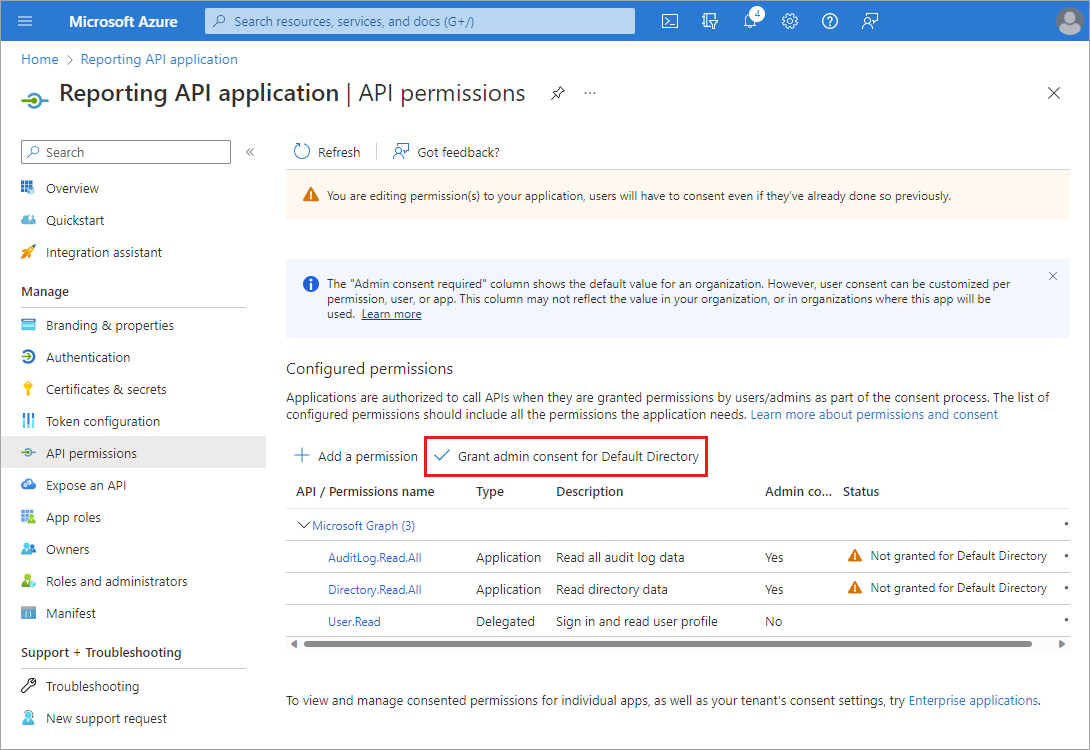 Microsoft Azure
Search resources, services, and docs (G+/)
4
Home > Reporting API application
Reporting API application | API permissions
Search
Refresh
Got feedback?
Overview
Quickstart
Integration assistant
Manage
Branding & properties
Authentication
Certificates & secrets
Token configuration
API permissions
Expose an API
App roles
Owners
Roles and administrators
Manifest
Support + Troubleshooting
Troubleshooting
New support request
You are editing permission(s) to your application, users will have to consent even if they've already done so previously.
The "Admin consent required" column shows the default value for an organization. However, user consent can be customized per
permission, user, or app. This column may not reflect the value in your organization, or in organizations where this app will be
used. Learn more
Configured permissions
Applications are authorized to call APIs when they are granted permissions by users/admins as part of the consent process. The list of
configured permissions should include all the permissions the application needs. Learn more about permissions and consent
Add a permission
Grant admin consent for Default Directory
API / Permissions name Type Description Admin co... Status
Microsoft Graph (3)
AuditLog.Read.All Application Read all audit log data Yes Not granted for Default Directory
Directory.Read.All Application Read directory data Yes Not granted for Default Directory
User.Read Delegated Sign in and read user profile No
To view and manage consented permissions for individual apps, as well as your tenant's consent settings, try Enterprise applications.